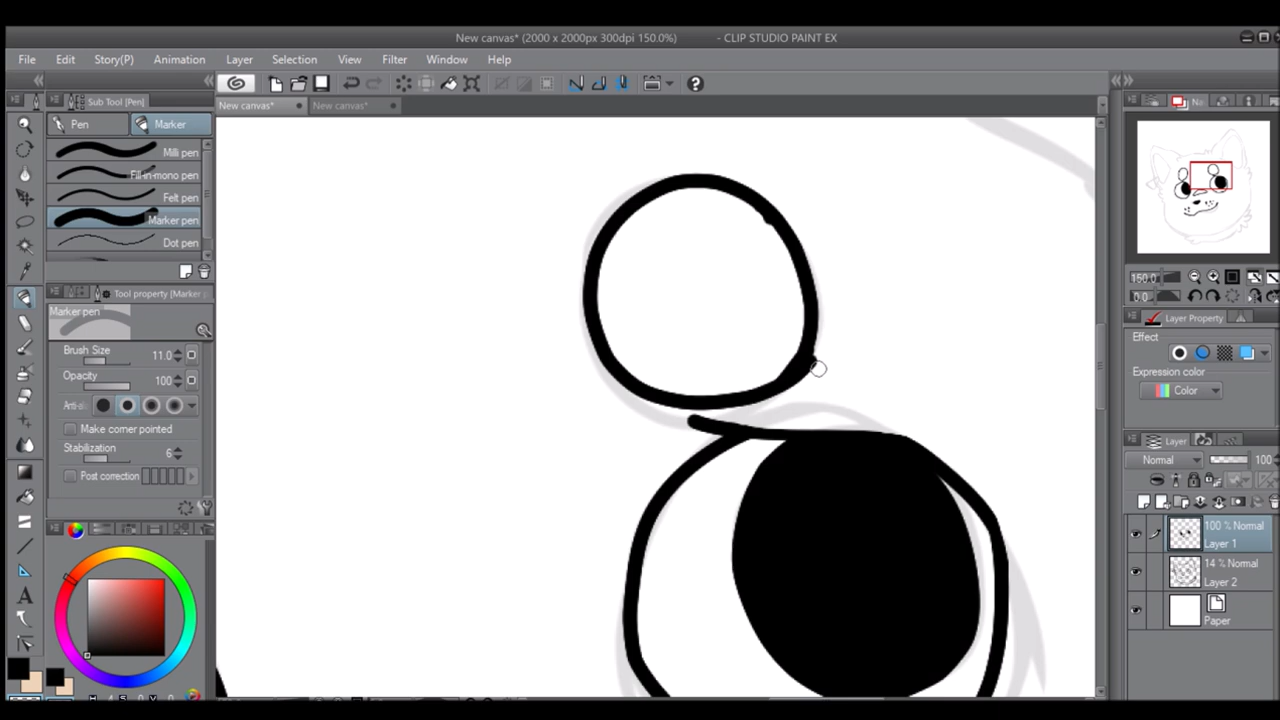 New canvas* (2000 x 2000px 300dpi 150.0%) - CLIP STUDIO PAINT EX
File Edit Story(P) Animation Layer Selection View Filter Window Help
Sub Tool [Pen]
New canvas* New canvas*
Pen Marker
Milli pen
Fill-in-mono pen
Felt pen
Marker pen
Dot pen
Tool property [Marker p
Marker pen
Brush Size 11.0
Opacity 100
Anti-al
Make corner pointed
Stabilization 6
Post correction
150.0
0.0
Layer Property
Effect
Expression color
Color
Layer
Normal 100
100 % Normal
Layer 1
14 % Normal
Layer 2
Paper